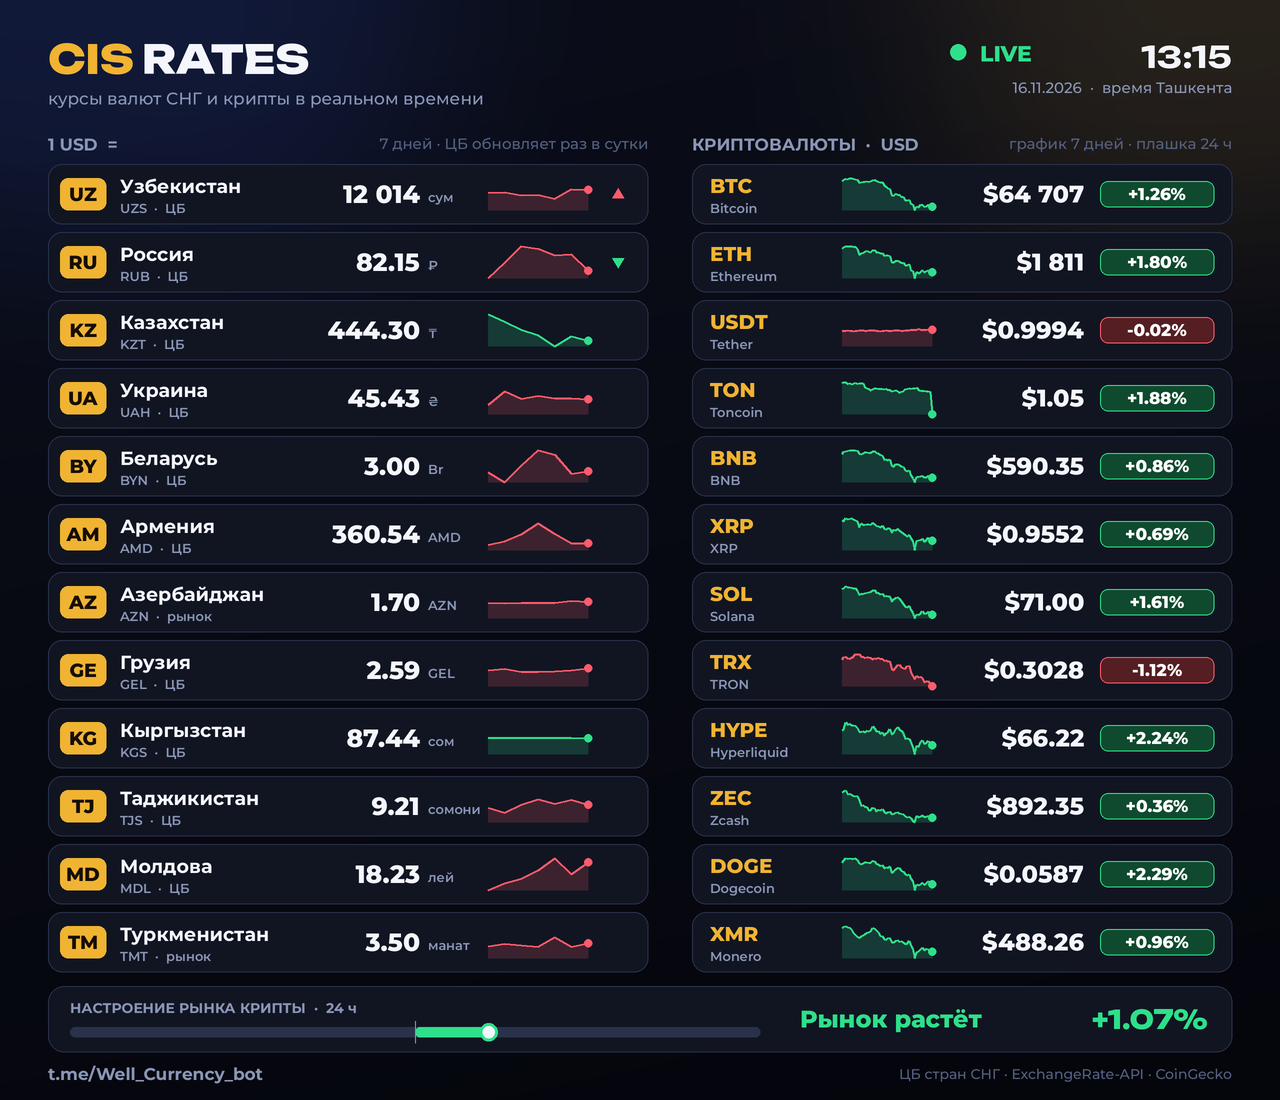 CIS RATES
курсы валют СНГ и крипты в реальном времени
LIVE
13:15
16.11.2026 · время Ташкента
1 USD =
7 дней · ЦБ обновляет раз в сутки
UZ Узбекистан 12 014 сум
UZS · ЦБ
RU Россия 82.15 ₽
RUB · ЦБ
KZ Казахстан 444.30 ₸
KZT · ЦБ
UA Украина 45.43 ₴
UAH · ЦБ
BY Беларусь 3.00 Br
BYN · ЦБ
AM Армения 360.54 AMD
AMD · ЦБ
AZ Азербайджан 1.70 AZN
AZN · рынок
GE Грузия 2.59 GEL
GEL · ЦБ
KG Кыргызстан 87.44 сом
KGS · ЦБ
TJ Таджикистан 9.21 сомони
TJS · ЦБ
MD Молдова 18.23 лей
MDL · ЦБ
TM Туркменистан 3.50 манат
TMT · рынок
КРИПТОВАЛЮТЫ · USD
график 7 дней · плашка 24 ч
BTC $64 707 +1.26%
Bitcoin
ETH $1 811 +1.80%
Ethereum
USDT $0.9994 -0.02%
Tether
TON $1.05 +1.88%
Toncoin
BNB $590.35 +0.86%
BNB
XRP $0.9552 +0.69%
XRP
SOL $71.00 +1.61%
Solana
TRX $0.3028 -1.12%
TRON
HYPE $66.22 +2.24%
Hyperliquid
ZEC $892.35 +0.36%
Zcash
DOGE $0.0587 +2.29%
Dogecoin
XMR $488.26 +0.96%
Monero
НАСТРОЕНИЕ РЫНКА КРИПТЫ · 24 ч
Рынок растёт +1.07%
t.me/Well_Currency_bot
ЦБ стран СНГ · ExchangeRate-API · CoinGecko